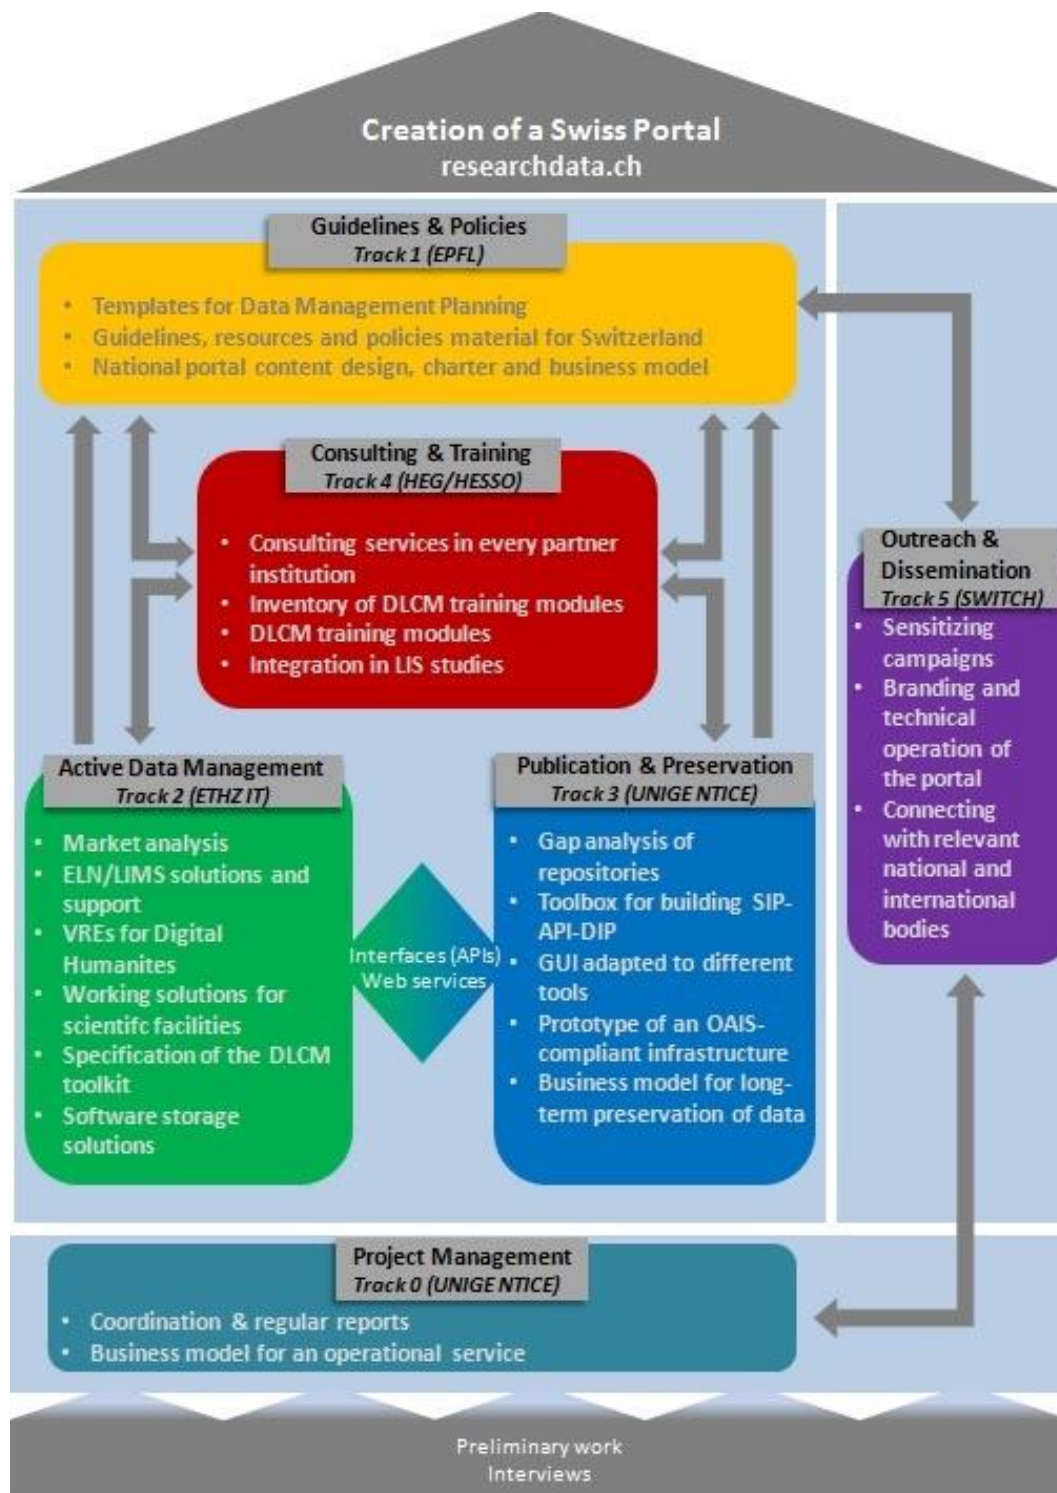 Creation of a Swiss Portal
researchdata.ch
Guidelines & Policies
Track 1 (EPFL)
• Templates for Data Management Planning
• Guidelines, resources and policies material for Switzerland
• National portal content design, charter and business model
Consulting & Training
Track 4 (HEG/HESSO)
• Consulting services in every partner
institution
• Inventory of DLCM training modules
• DLCM training modules
• Integration in LIS studies
Outreach &
Dissemination
Track 5 (SWITCH)
• Sensitizing
campaigns
• Branding and
technical
operation of
the portal
• Connecting
with relevant
national and
international
bodies
Active Data Management
Track 2 (ETHZ IT)
• Market analysis
• ELN/LIMS solutions and
support
• VREs for Digital
Humanites
• Working solutions for
scientifc facilities
• Specification of the DLCM
toolkit
• Software storage
solutions
Interfaces (APIs)
Web services
Publication & Preservation
Track 3 (UNIGE NTICE)
• Gap analysis of
repositories
• Toolbox for building SIP-
API-DIP
• GUI adapted to different
tools
• Prototype of an OAIS-
compliant infrastructure
• Business model for long-
term preservation of data
Project Management
Track 0 (UNIGE NTICE)
• Coordination & regular reports
• Business model for an operational service
Preliminary work
Interviews